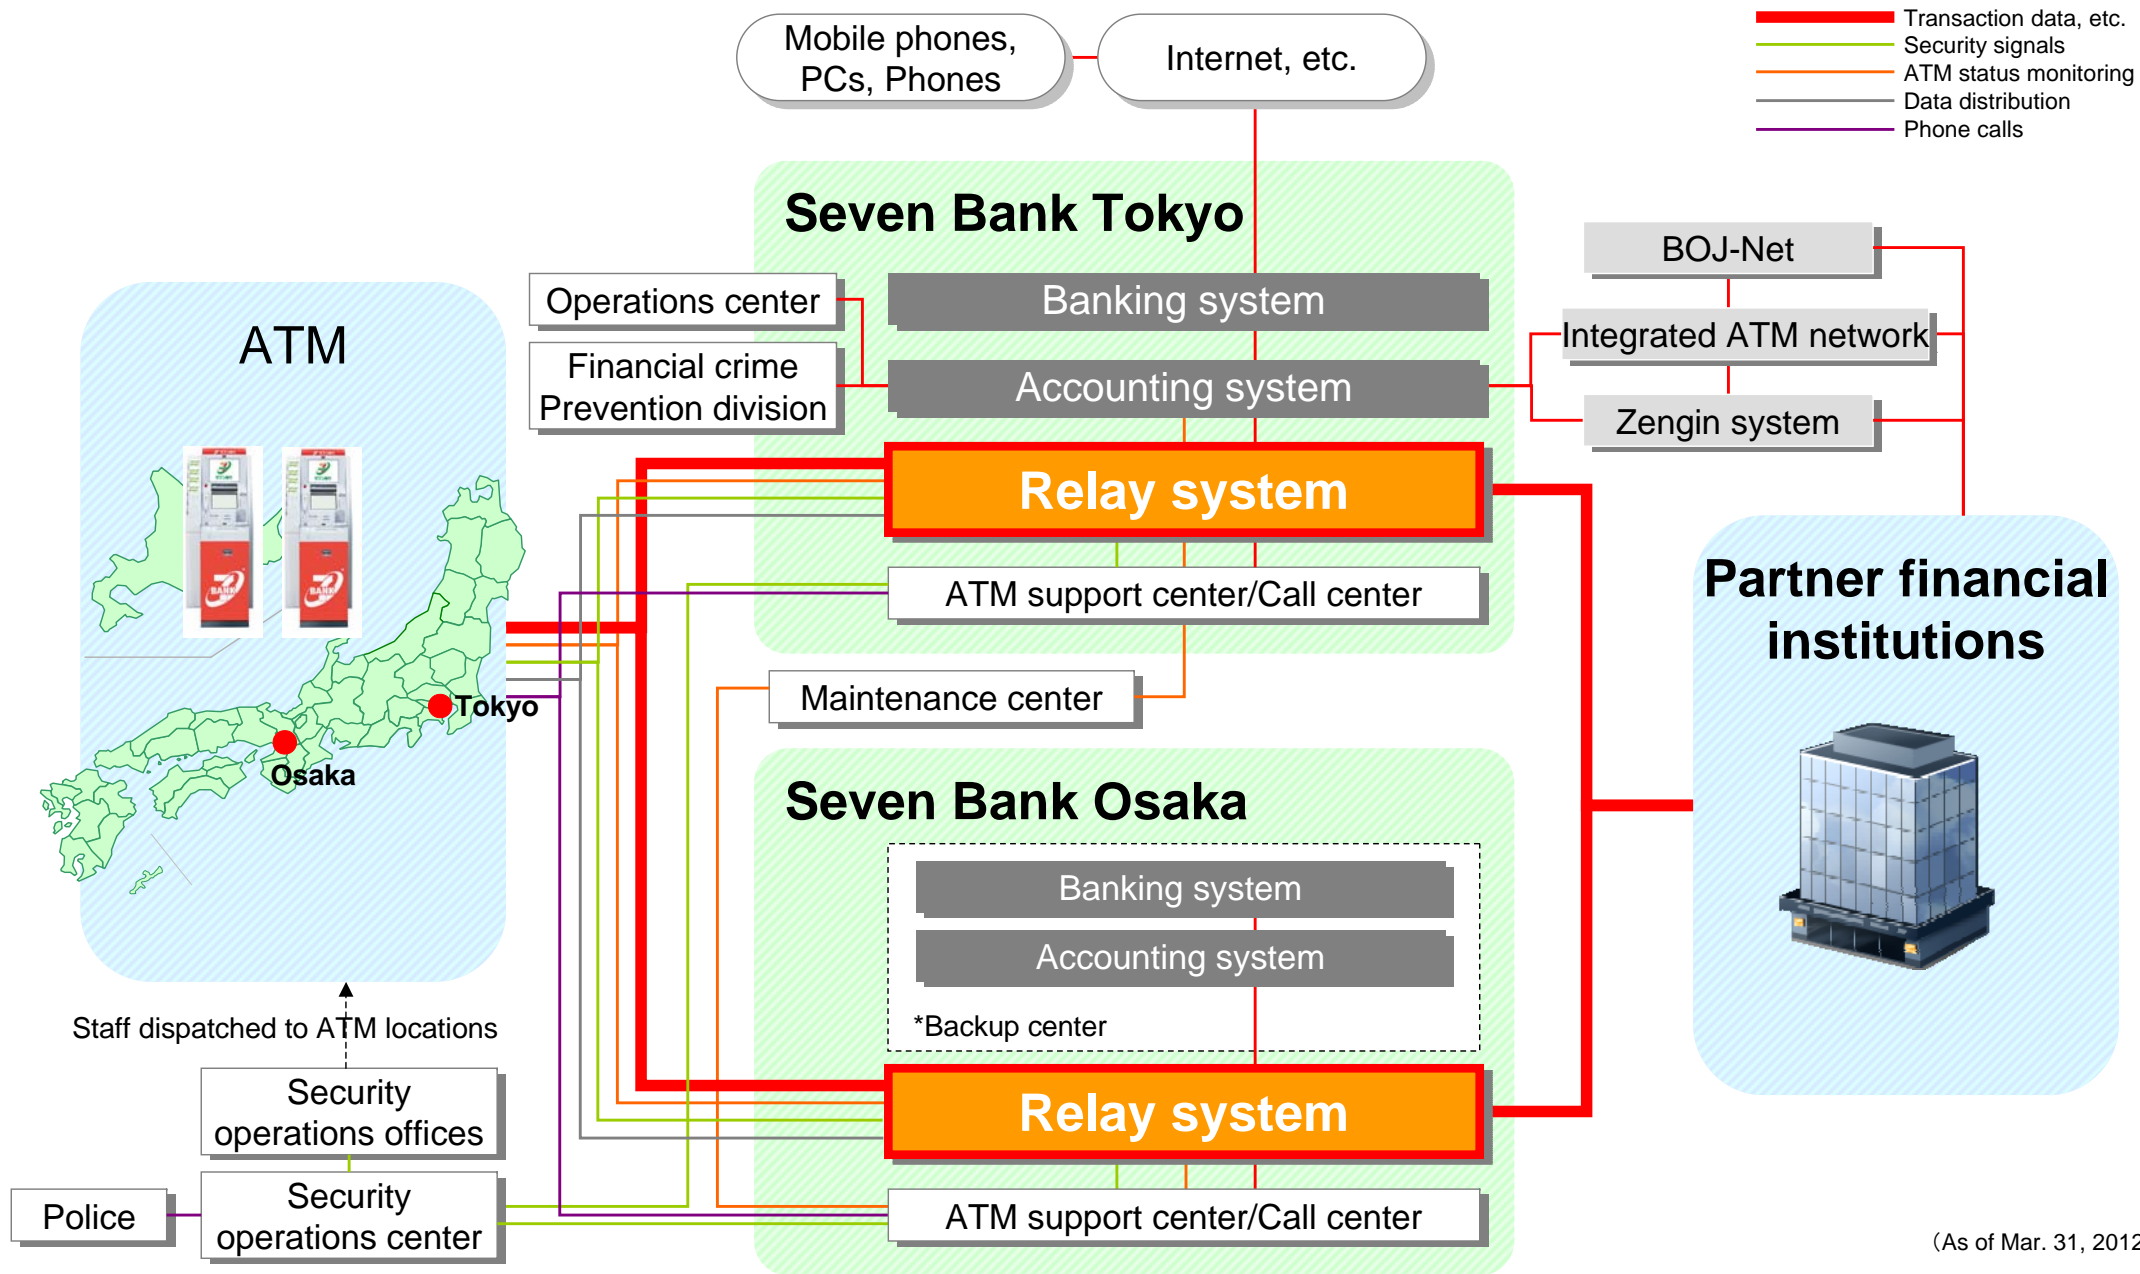 Transaction data, etc.
Security signals
ATM status monitoring
Data distribution
Phone calls
Mobile phones,
PCs, Phones
Internet, etc.
Seven Bank Tokyo
Operations center
Financial crime
Prevention division
Banking system
Accounting system
Relay system
ATM support center/Call center
BOJ-Net
Integrated ATM network
Zengin system
ATM
BANK
BANK
Tokyo
Osaka
Maintenance center
Partner financial
institutions
Seven Bank Osaka
Banking system
Accounting system
*Backup center
Relay system
ATM support center/Call center
Staff dispatched to ATM locations
Security
operations offices
Security
operations center
Police
（As of Mar. 31, 2012